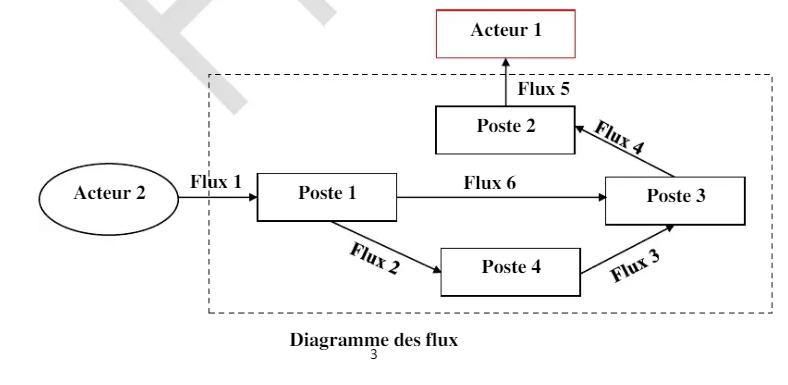 Acteur 1
Flux 5
Poste 2
Flux 4
Acteur 2
Flux 1
Poste 1
Flux 6
Poste 3
Flux 2
Poste 4
Flux 3
Diagramme des flux
3